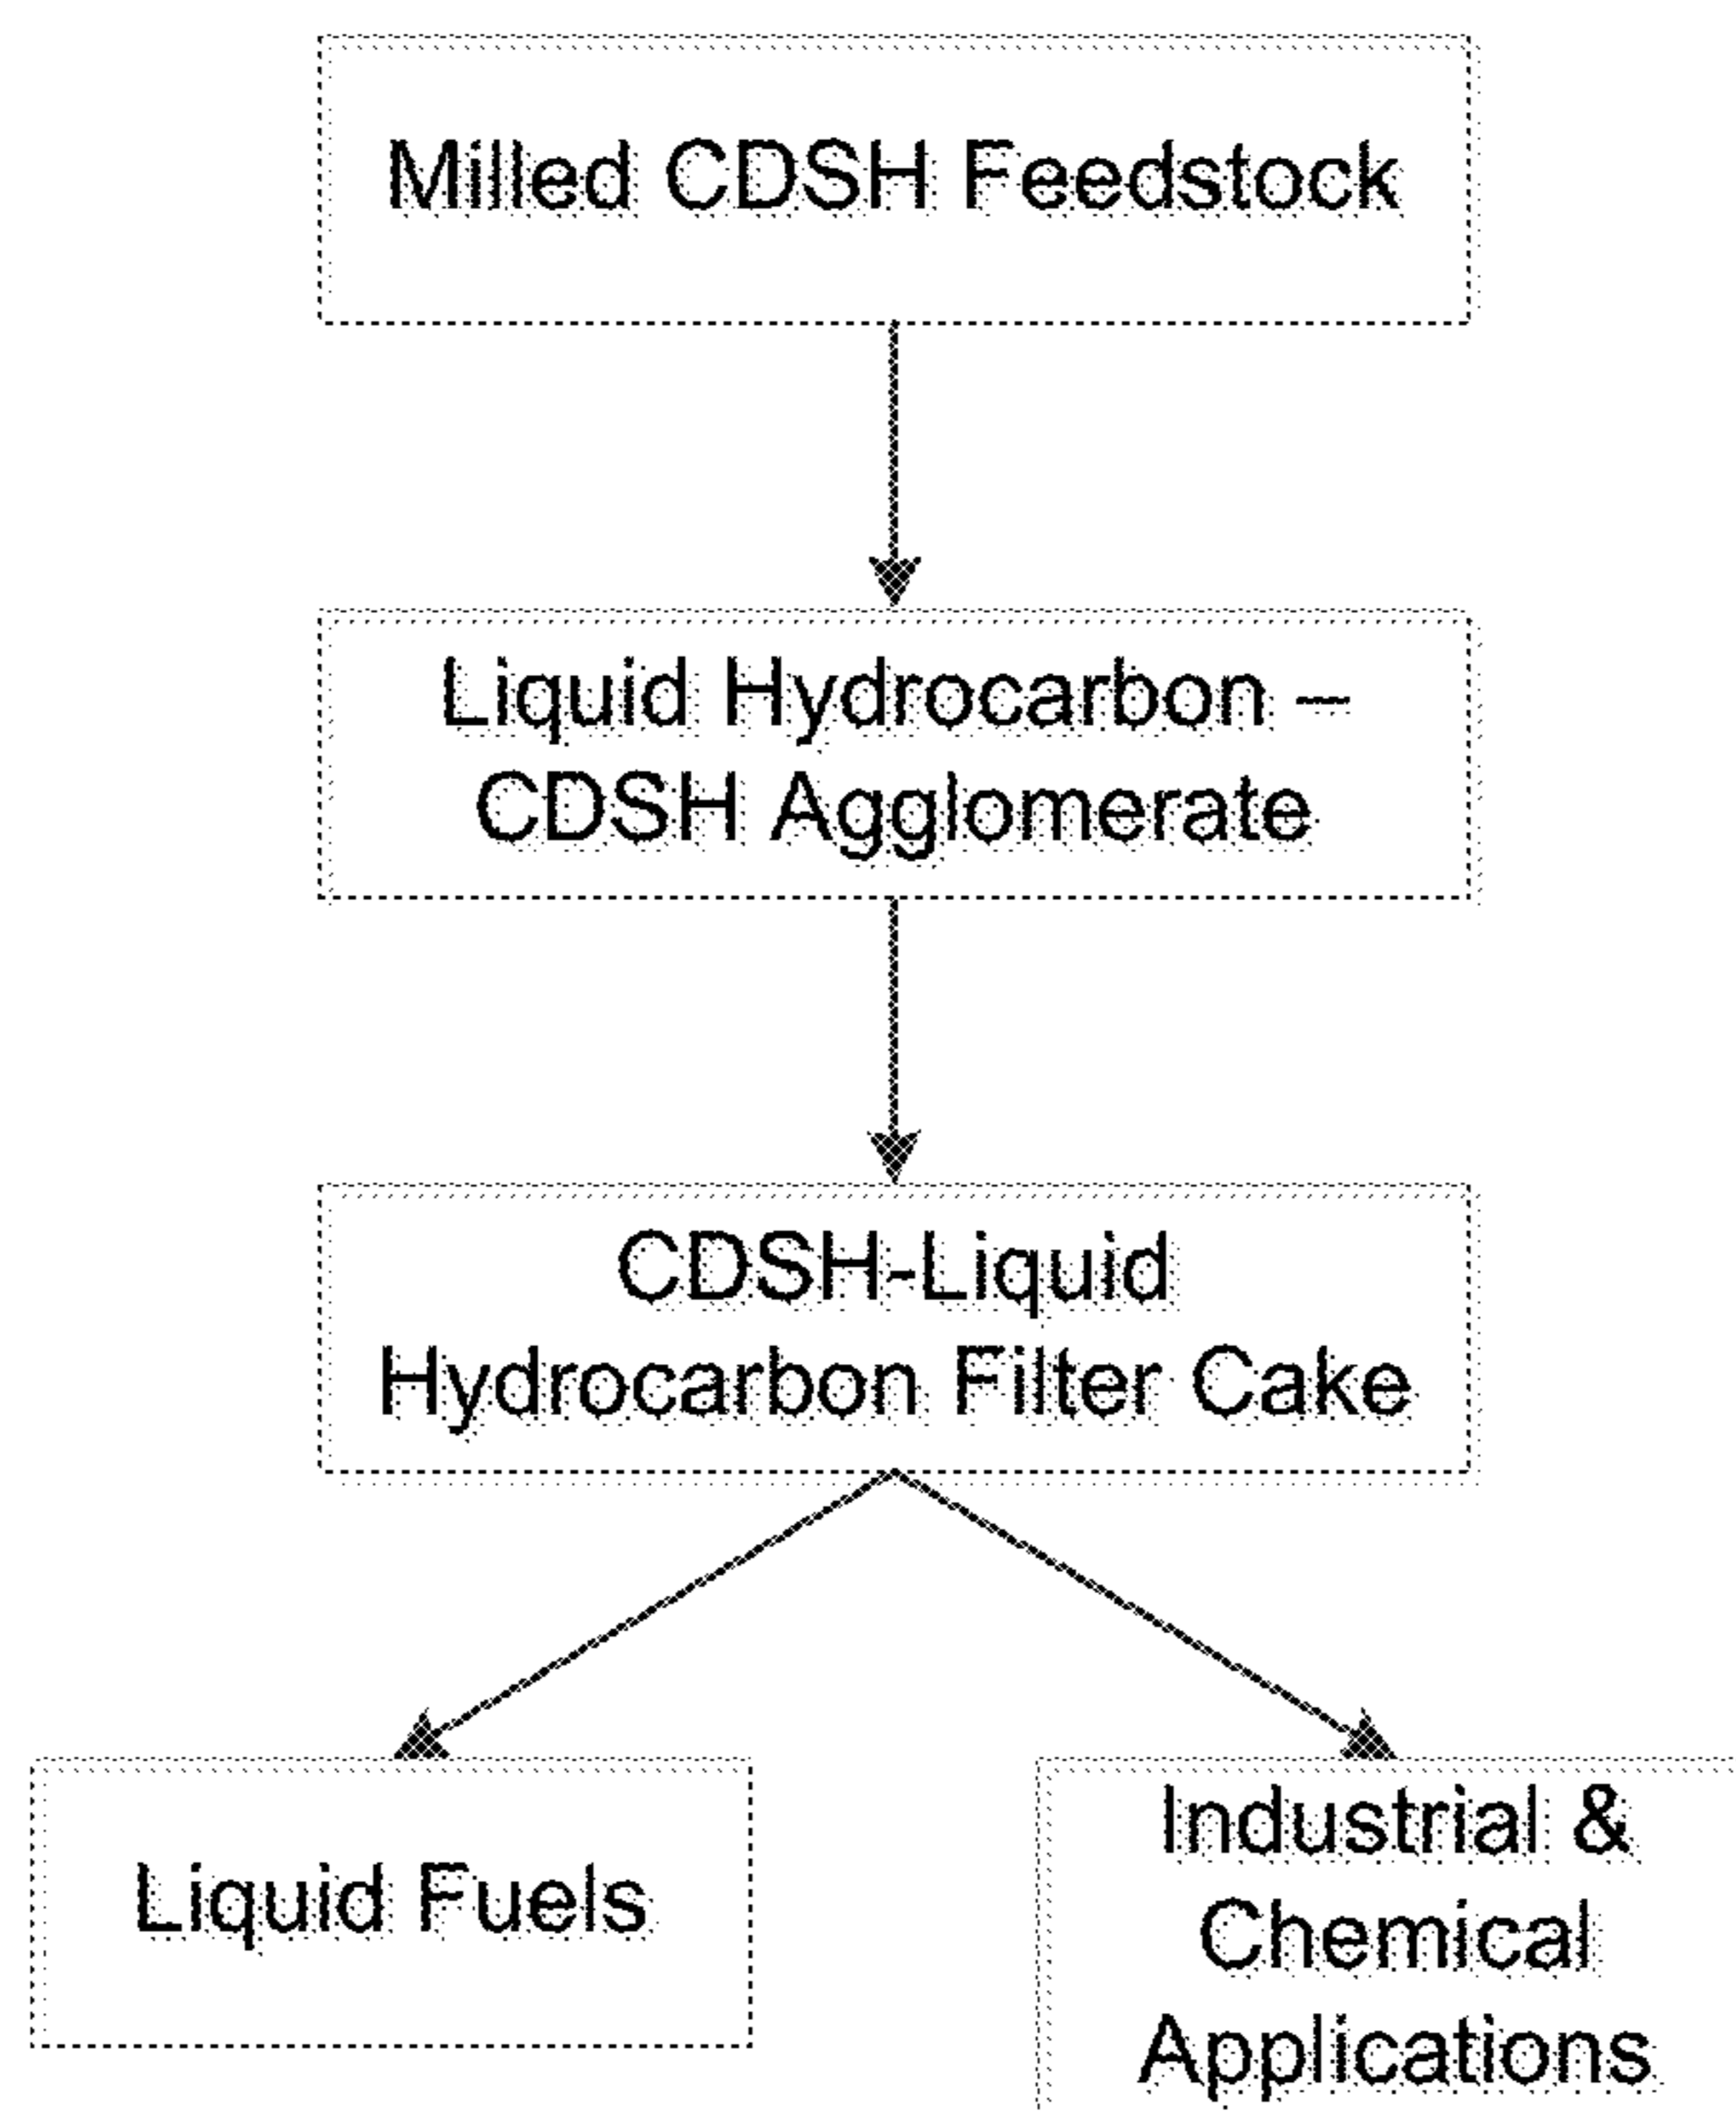 Milled CDSH Feedstock
Liquid Hydrocarbon –
CDSH Agglomerate
CDSH-Liquid
Hydrocarbon Filter Cake
Liquid Fuels
Industrial &
Chemical
Applications